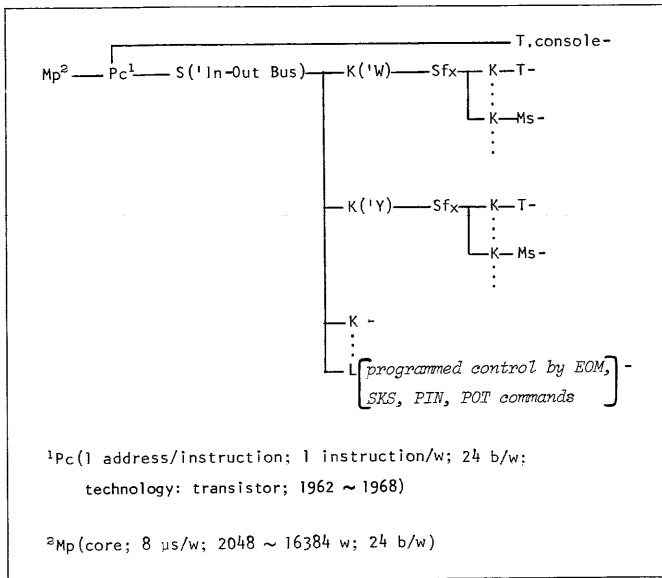 T.console-
Mp² — Pc¹ — S('In-Out Bus) — K('W) — Sfx — K — T-
K — Ms -
K('Y) — Sfx — K — T-
K — Ms -
K -
L [programmed control by EOM, -
SKS, PIN, POT commands]
¹Pc(1 address/instruction; 1 instruction/w; 24 b/w;
technology: transistor; 1962 ~ 1968)
²Mp(core; 8 μs/w; 2048 ~ 16384 w; 24 b/w)